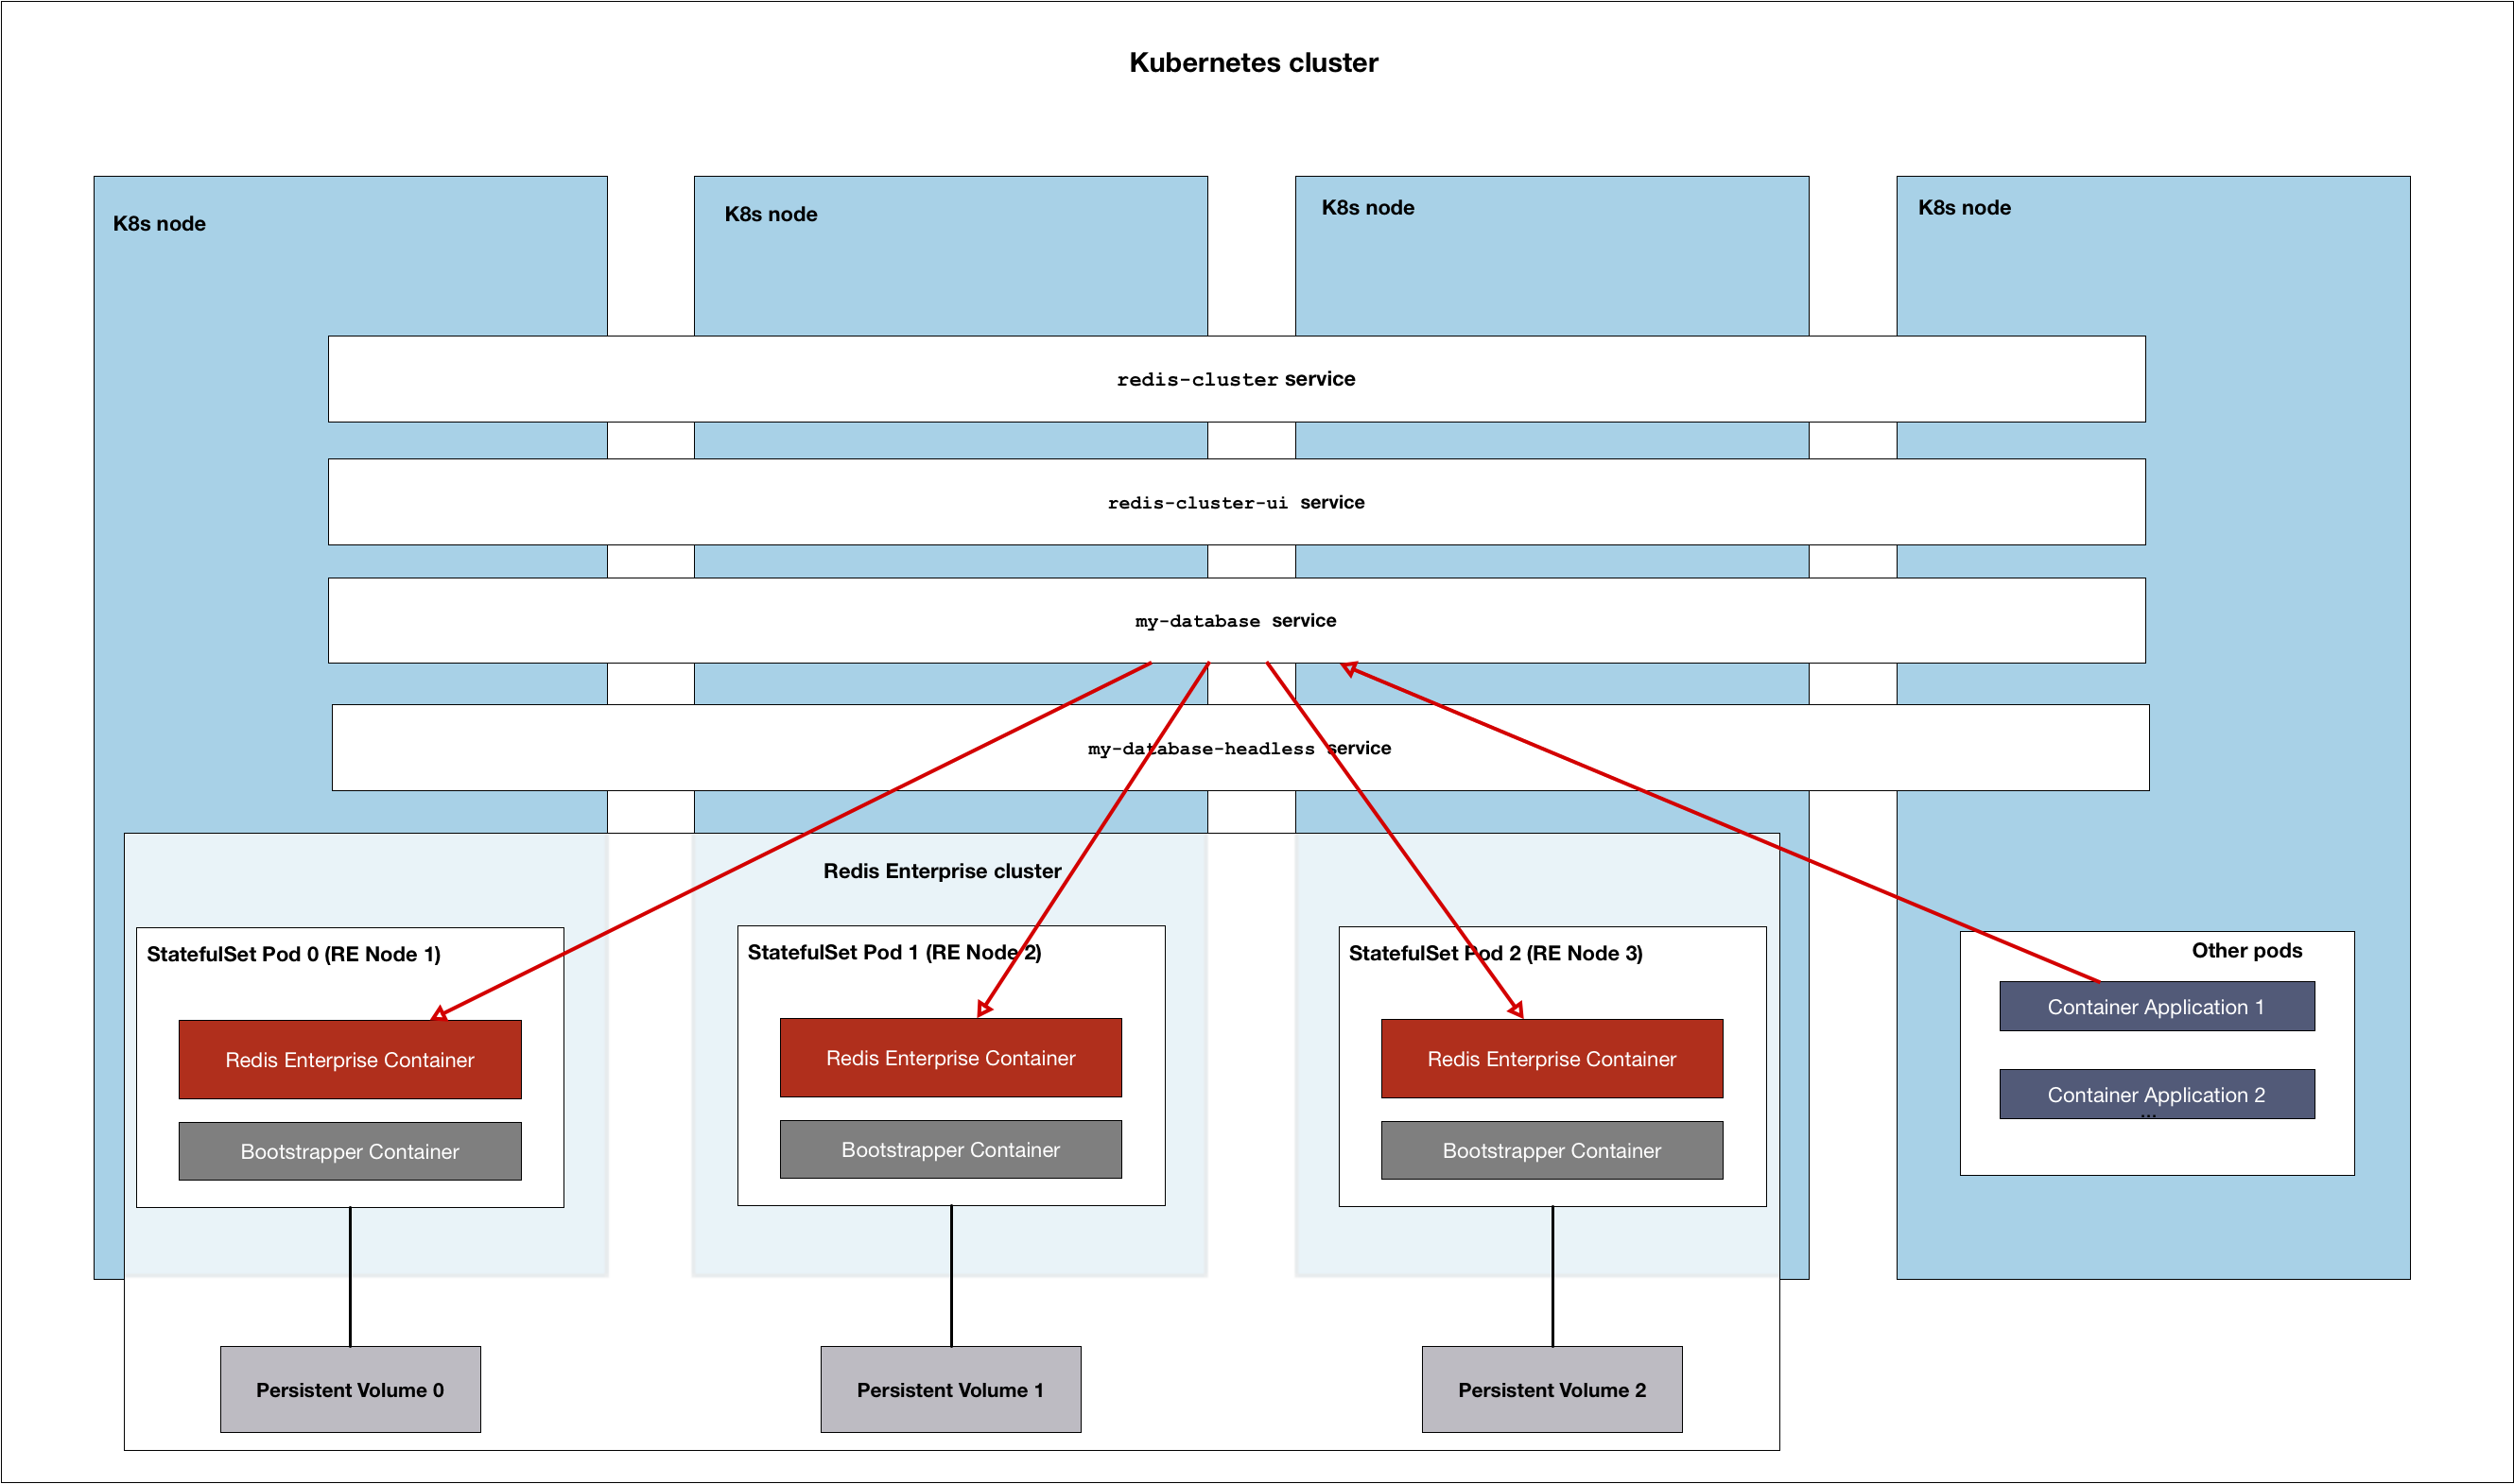 Kubernetes cluster
K8s node
K8s node
K8s node
K8s node
redis-cluster service
redis-cluster-ui service
my-database service
my-database-headless service
Redis Enterprise cluster
StatefulSet Pod 0 (RE Node 1)
Redis Enterprise Container
Bootstrapper Container
StatefulSet Pod 1 (RE Node 2)
Redis Enterprise Container
Bootstrapper Container
StatefulSet Pod 2 (RE Node 3)
Redis Enterprise Container
Bootstrapper Container
Other pods
Container Application 1
Container Application 2
...
Persistent Volume 0
Persistent Volume 1
Persistent Volume 2